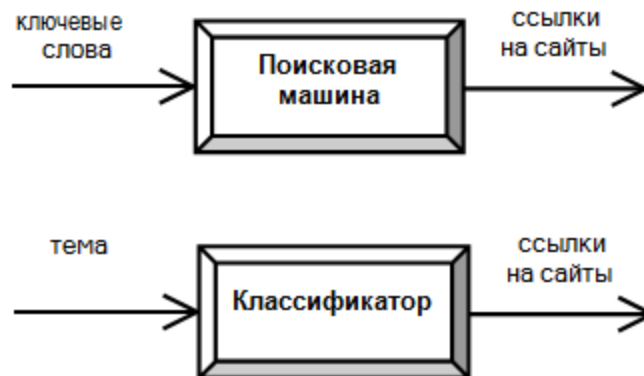 ключевые
слова
Поисковая
машина
ссылки
на сайты
тема
Классификатор
ссылки
на сайты